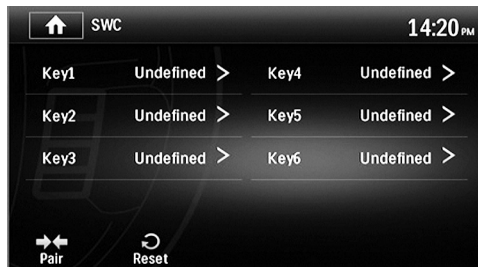 SWC 14:20 PM
Key1 Undefined > Key4 Undefined >
Key2 Undefined > Key5 Undefined >
Key3 Undefined > Key6 Undefined >
Pair Reset